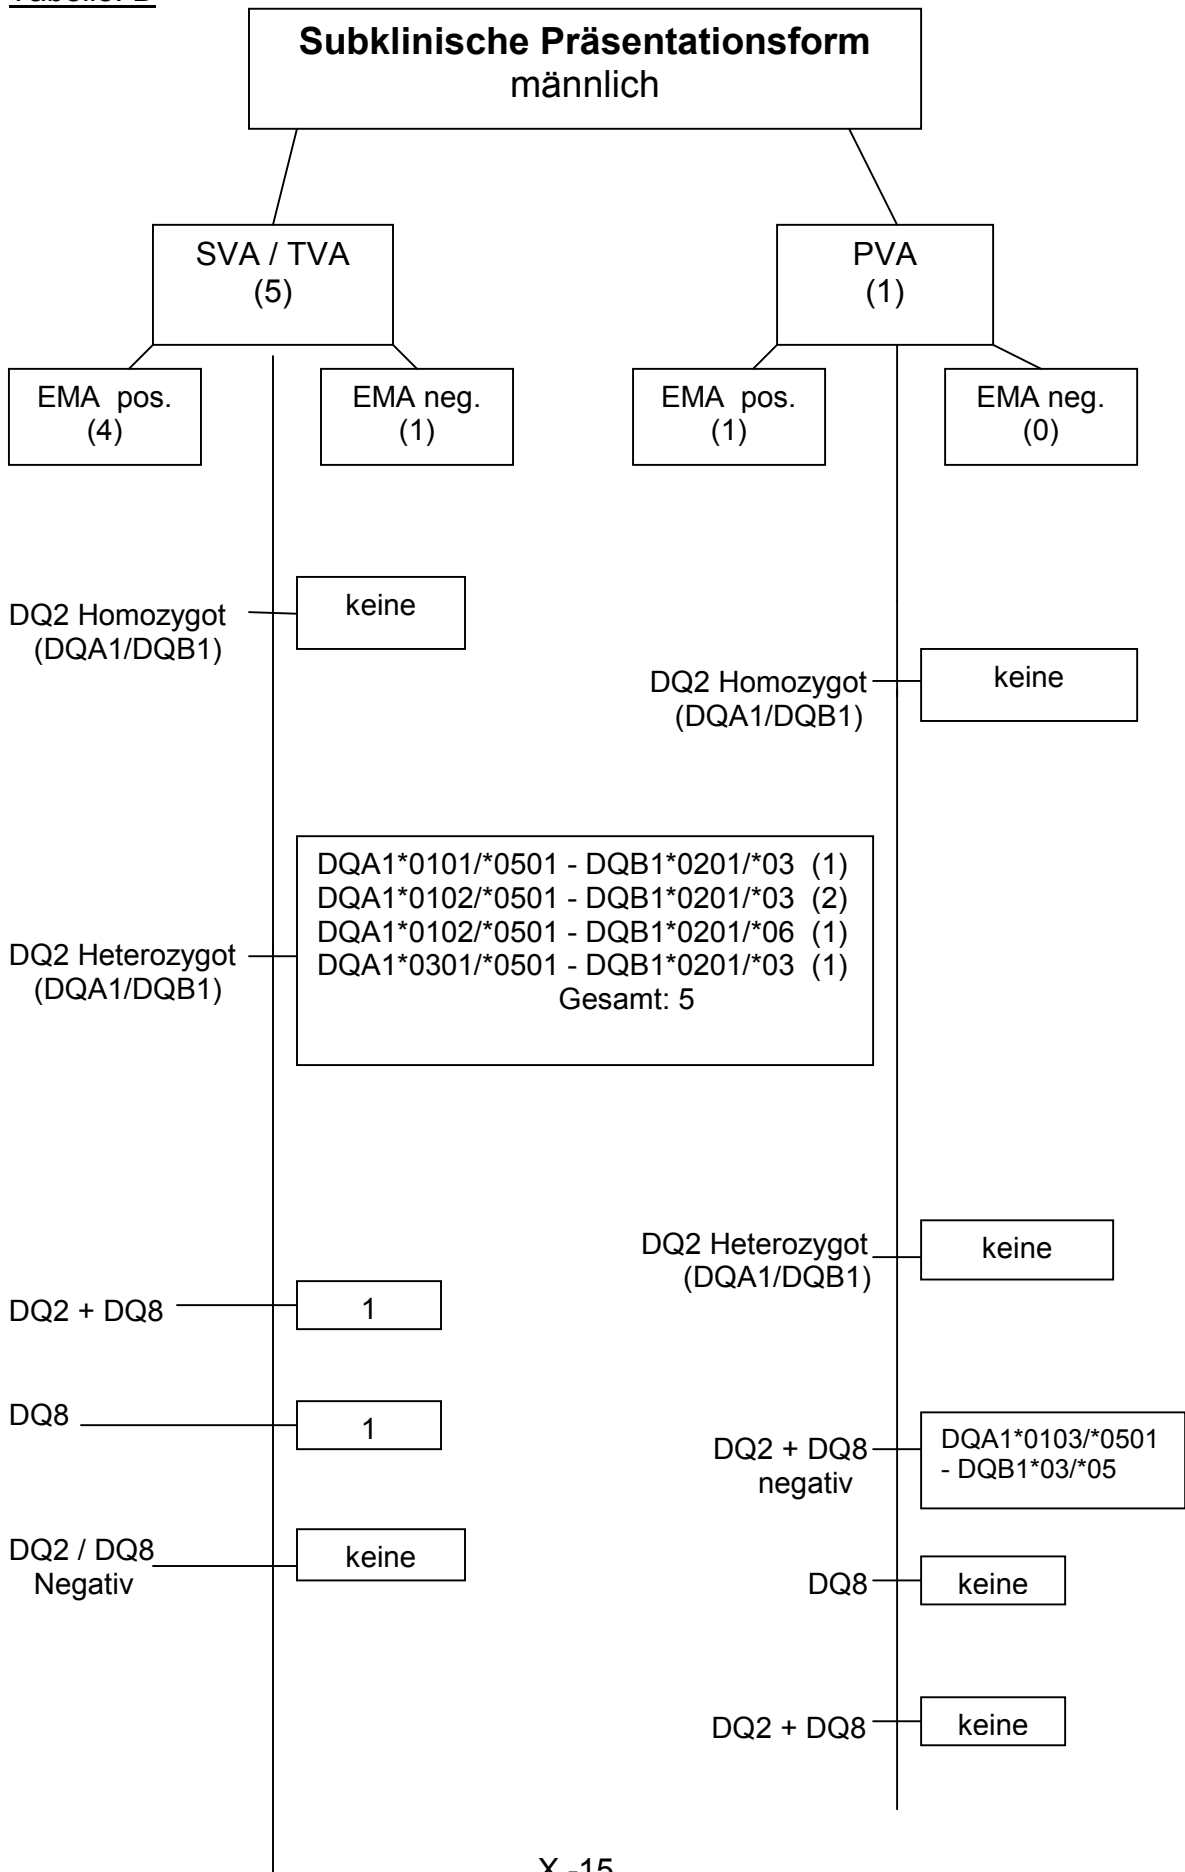 Subklinische Präsentationsform
männlich
SVA / TVA
(5)
PVA
(1)
EMA pos.
(4)
EMA neg.
(1)
EMA pos.
(1)
EMA neg.
(0)
DQ2 Homozygot
(DQA1/DQB1)
keine
DQ2 Homozygot
(DQA1/DQB1)
keine
DQ2 Heterozygot
(DQA1/DQB1)
DQA1*0101/*0501 - DQB1*0201/*03 (1)
DQA1*0102/*0501 - DQB1*0201/*03 (2)
DQA1*0102/*0501 - DQB1*0201/*06 (1)
DQA1*0301/*0501 - DQB1*0201/*03 (1)
Gesamt: 5
DQ2 Heterozygot
(DQA1/DQB1)
keine
DQ2 + DQ8
1
DQ8
1
DQ2 + DQ8
negativ
DQA1*0103/*0501
- DQB1*03/*05
DQ2 / DQ8
Negativ
keine
DQ8
keine
DQ2 + DQ8
keine
X -15